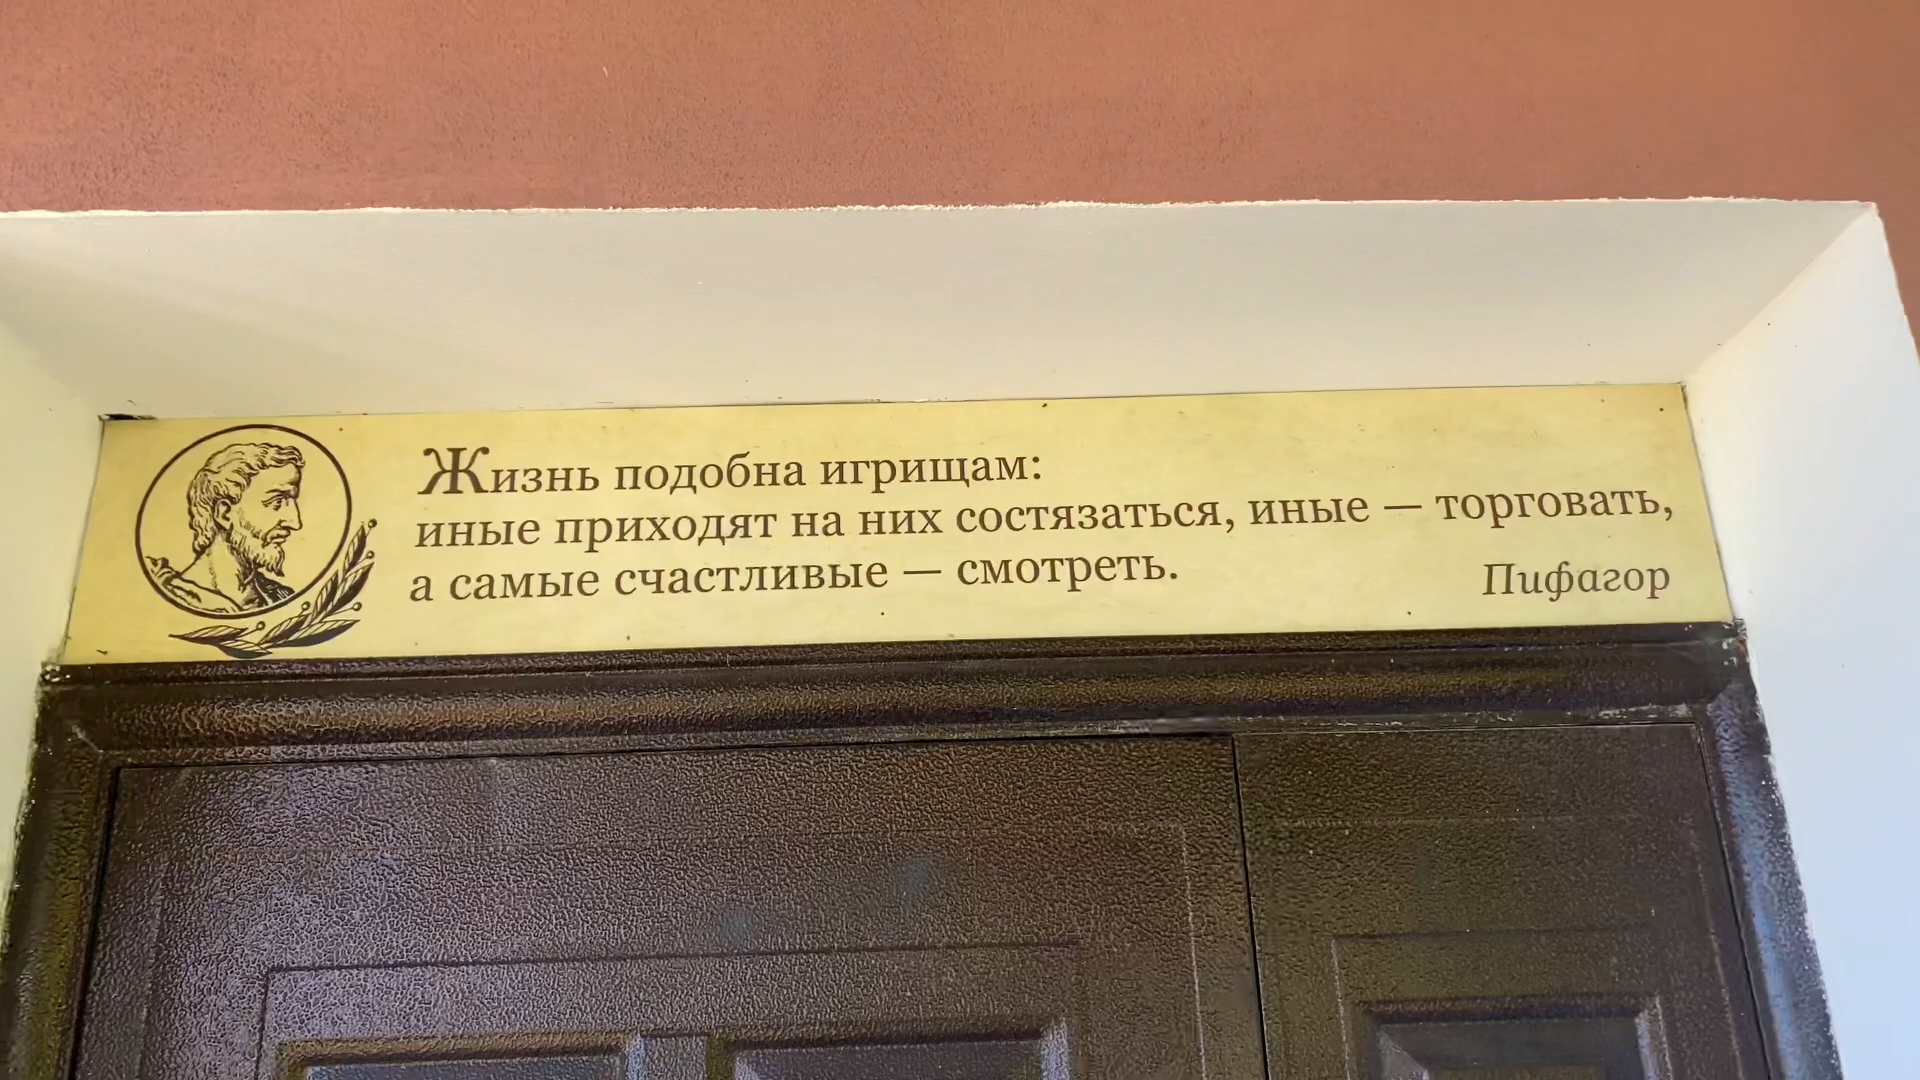 Жизнь подобна игрищам:
иные приходят на них состязаться, иные — торговать,
а самые счастливые — смотреть.
Пифагор